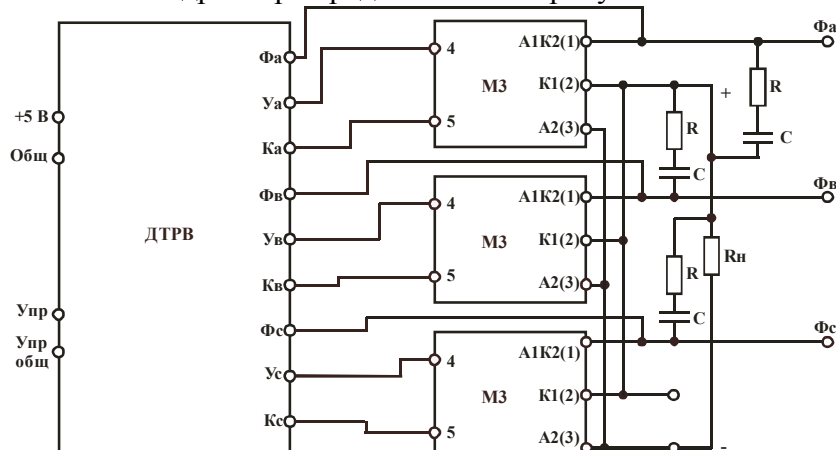 Фа
Фа
А1К2(1)
4
Уа
+5 В
М3
К1(2)
+
R
R
5
А2(3)
Ка
Общ
С
С
Фв
Фв
4
А1К2(1)
ДТРВ
Ув
М3
К1(2)
Rн
R
Кв
5
А2(3)
Упр
С
Фс
Фс
Упр
общ
А1К2(1)
4
Ус
М3
К1(2)
Кс
5
А2(3)
-